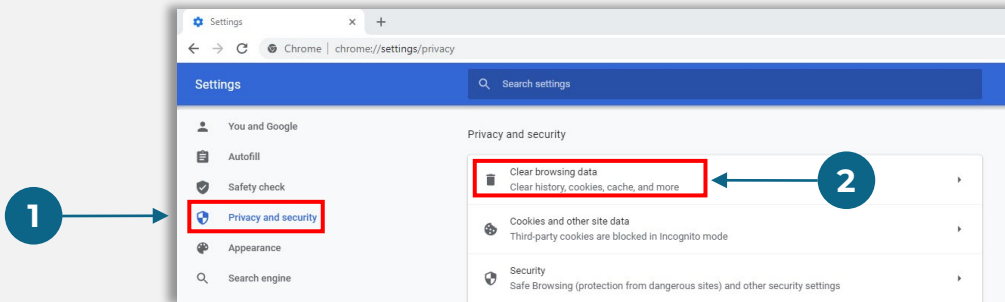 Settings
Chrome | chrome://settings/privacy
Settings
Search settings
You and Google
Autofill
Safety check
Privacy and security
Appearance
Search engine
Privacy and security
Clear browsing data
Clear history, cookies, cache, and more
Cookies and other site data
Third-party cookies are blocked in Incognito mode
Security
Safe Browsing (protection from dangerous sites) and other security settings
1
2